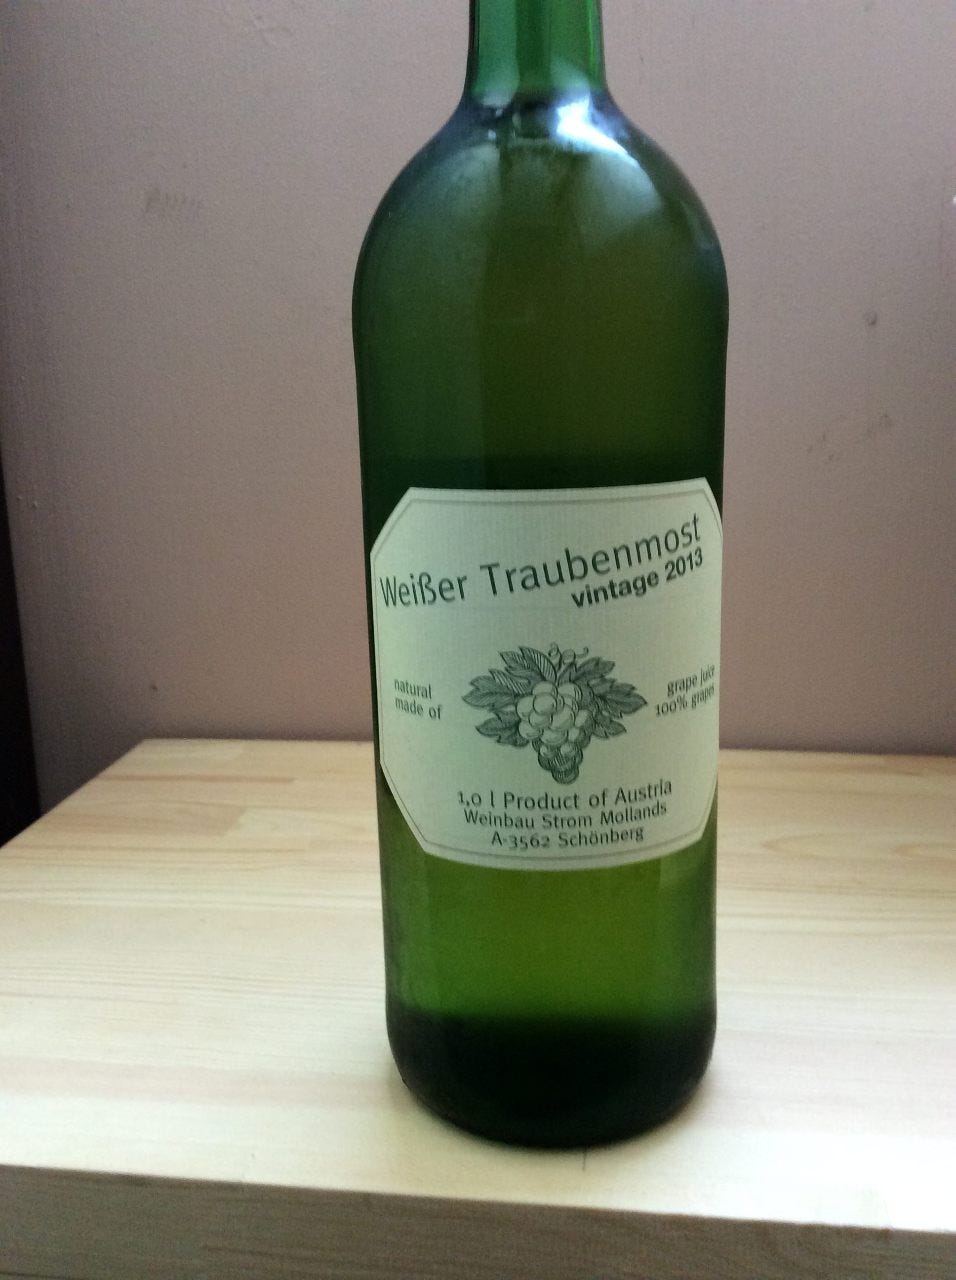 Weißer Traubenmost
vintage 2013
natural
made of
grape juice
100% grapes
1,0 l Product of Austria
Weinbau Strom Mollands
A-3562 Schönberg